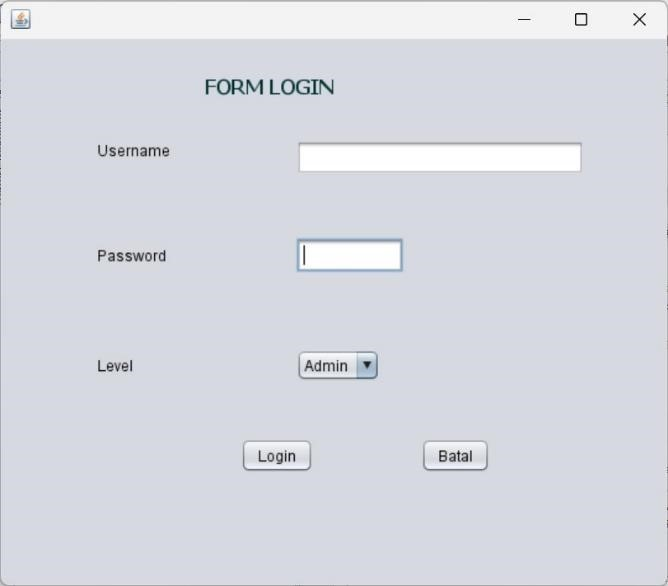 FORM LOGIN
Username
Password
Level
Admin
Login
Batal